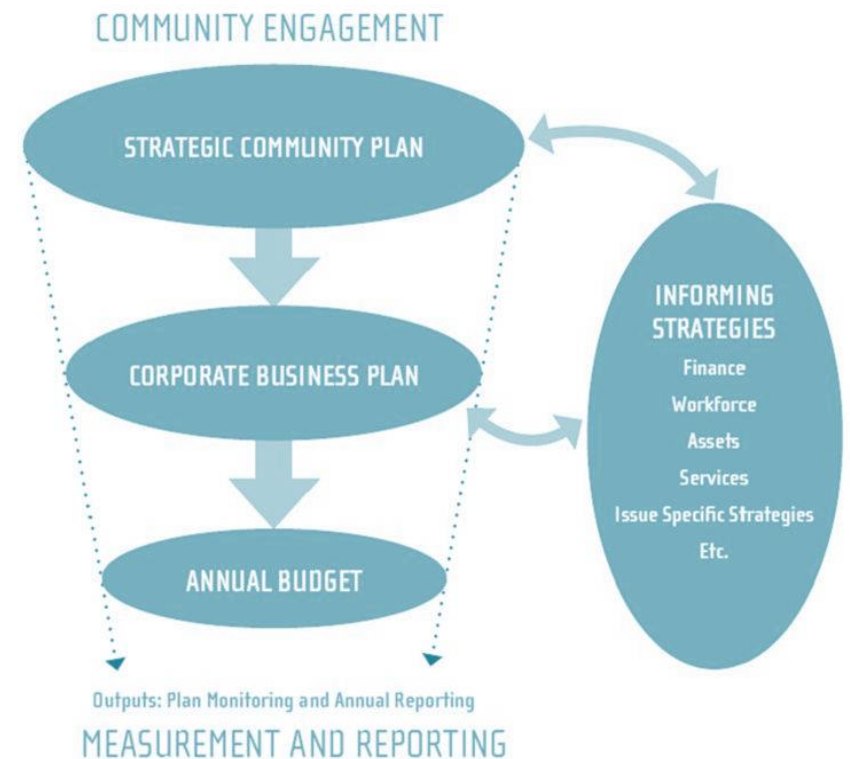 COMMUNITY ENGAGEMENT
STRATEGIC COMMUNITY PLAN
CORPORATE BUSINESS PLAN
ANNUAL BUDGET
INFORMING
STRATEGIES
Finance
Workforce
Assets
Services
Issue Specific Strategies
Etc.
Outputs: Plan Monitoring and Annual Reporting
MEASUREMENT AND REPORTING